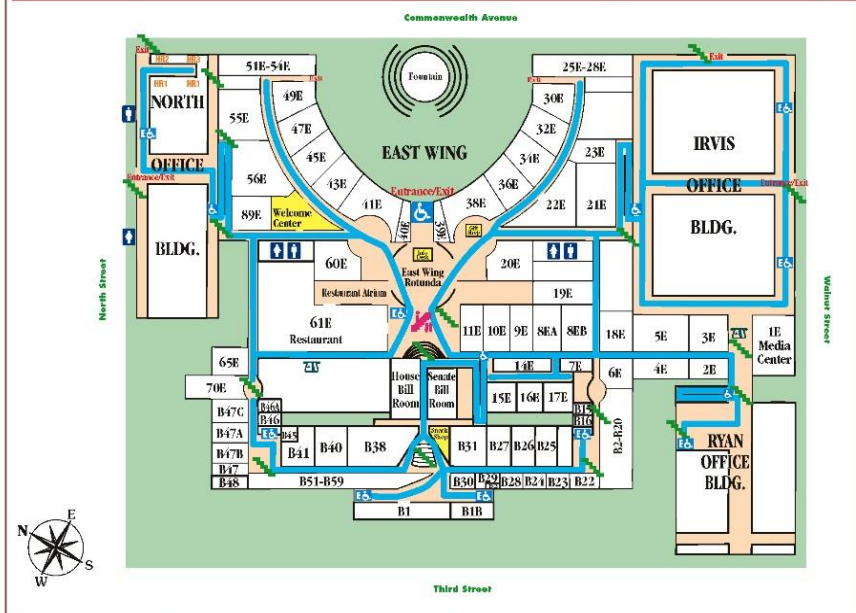 Commonwealth Avenue
Exit
HR2
HR3
HR1
HR1
NORTH
OFFICE
Entrance/Exit
BLDG.
51E-54E
Exit
55E
49E
47E
45E
43E
41E
56E
89E
Welcome
Center
Fountain
EAST WING
Entrance/Exit
40E
39E
25E-28E
Exit
30E
32E
34E
36E
38E
23E
22E
21E
Exit
IRVIS
OFFICE
Entrance/Exit
BLDG.
North Street
Walnut Street
60E
Restaurant Atrium
61E
Restaurant
East Wing
Rotunda
20E
19E
11E
10E
9E
8EA
8EB
18E
5E
3E
1E
Media
Center
65E
70E
House
Bill
Room
Senate
Bill
Room
14E
7E
6E
4E
2E
15E
16E
17E
B47C
B47A
B47B
B47
B48
B46A
B46
B45
B41
B40
B38
Snack
Shop
B31
B27
B26
B25
B15
B16
B2-B20
RYAN
OFFICE
BLDG.
B51-B59
B30
B29
B28
B24
B23
B22
B1
B1B
N
E
S
W
Third Street